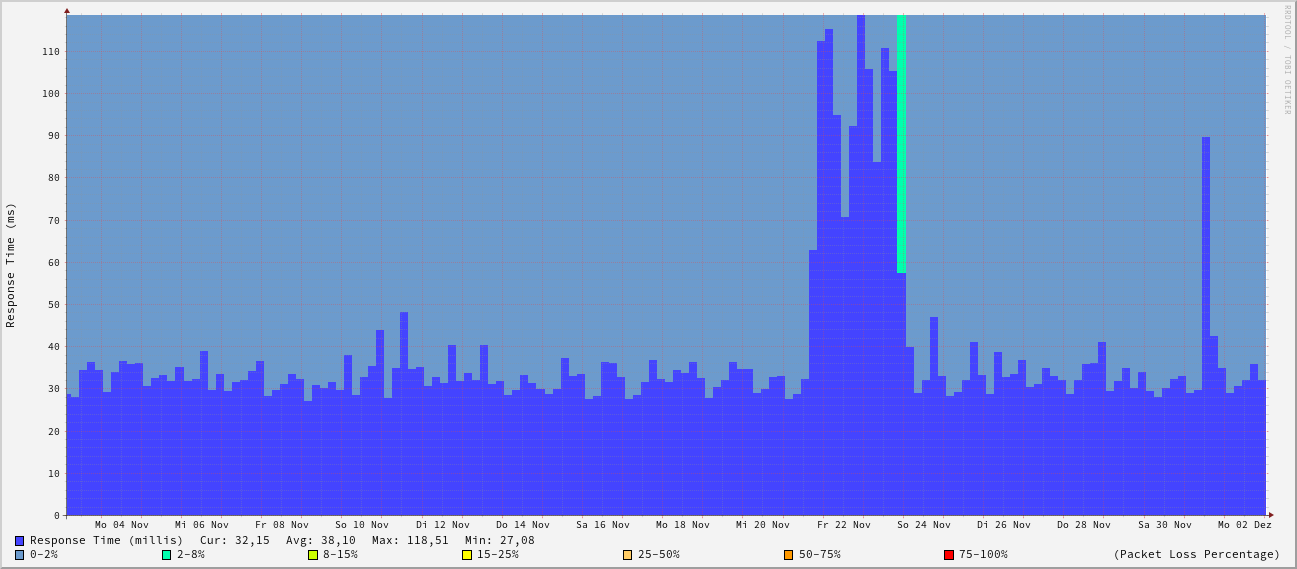 RRDTOOL / TOBI OETIKER
Response Time (ms)
110
100
90
80
70
60
50
40
30
20
10
0
Mo 04 Nov Mi 06 Nov Fr 08 Nov So 10 Nov Di 12 Nov Do 14 Nov Sa 16 Nov Mo 18 Nov Mi 20 Nov Fr 22 Nov So 24 Nov Di 26 Nov Do 28 Nov Sa 30 Nov Mo 02 Dez
Response Time (millis) Cur: 32,15 Avg: 38,10 Max: 118,51 Min: 27,08
0-2% 2-8% 8-15% 15-25% 25-50% 50-75% 75-100% (Packet Loss Percentage)